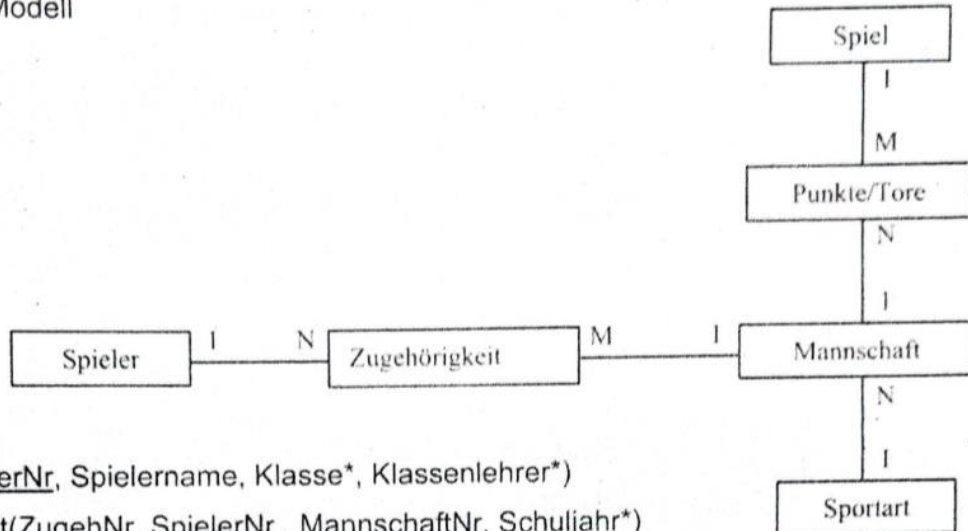 Modell
Spiel
1
M
Punkte/Tore
N
1
Spieler
1
N
Zugehörigkeit
M
1
Mannschaft
N
1
Sportart
erNr, Spielername, Klasse*, Klassenlehrer*)
t(ZugehNr, SpielerNr, MannschaftNr, Schuljahr*)